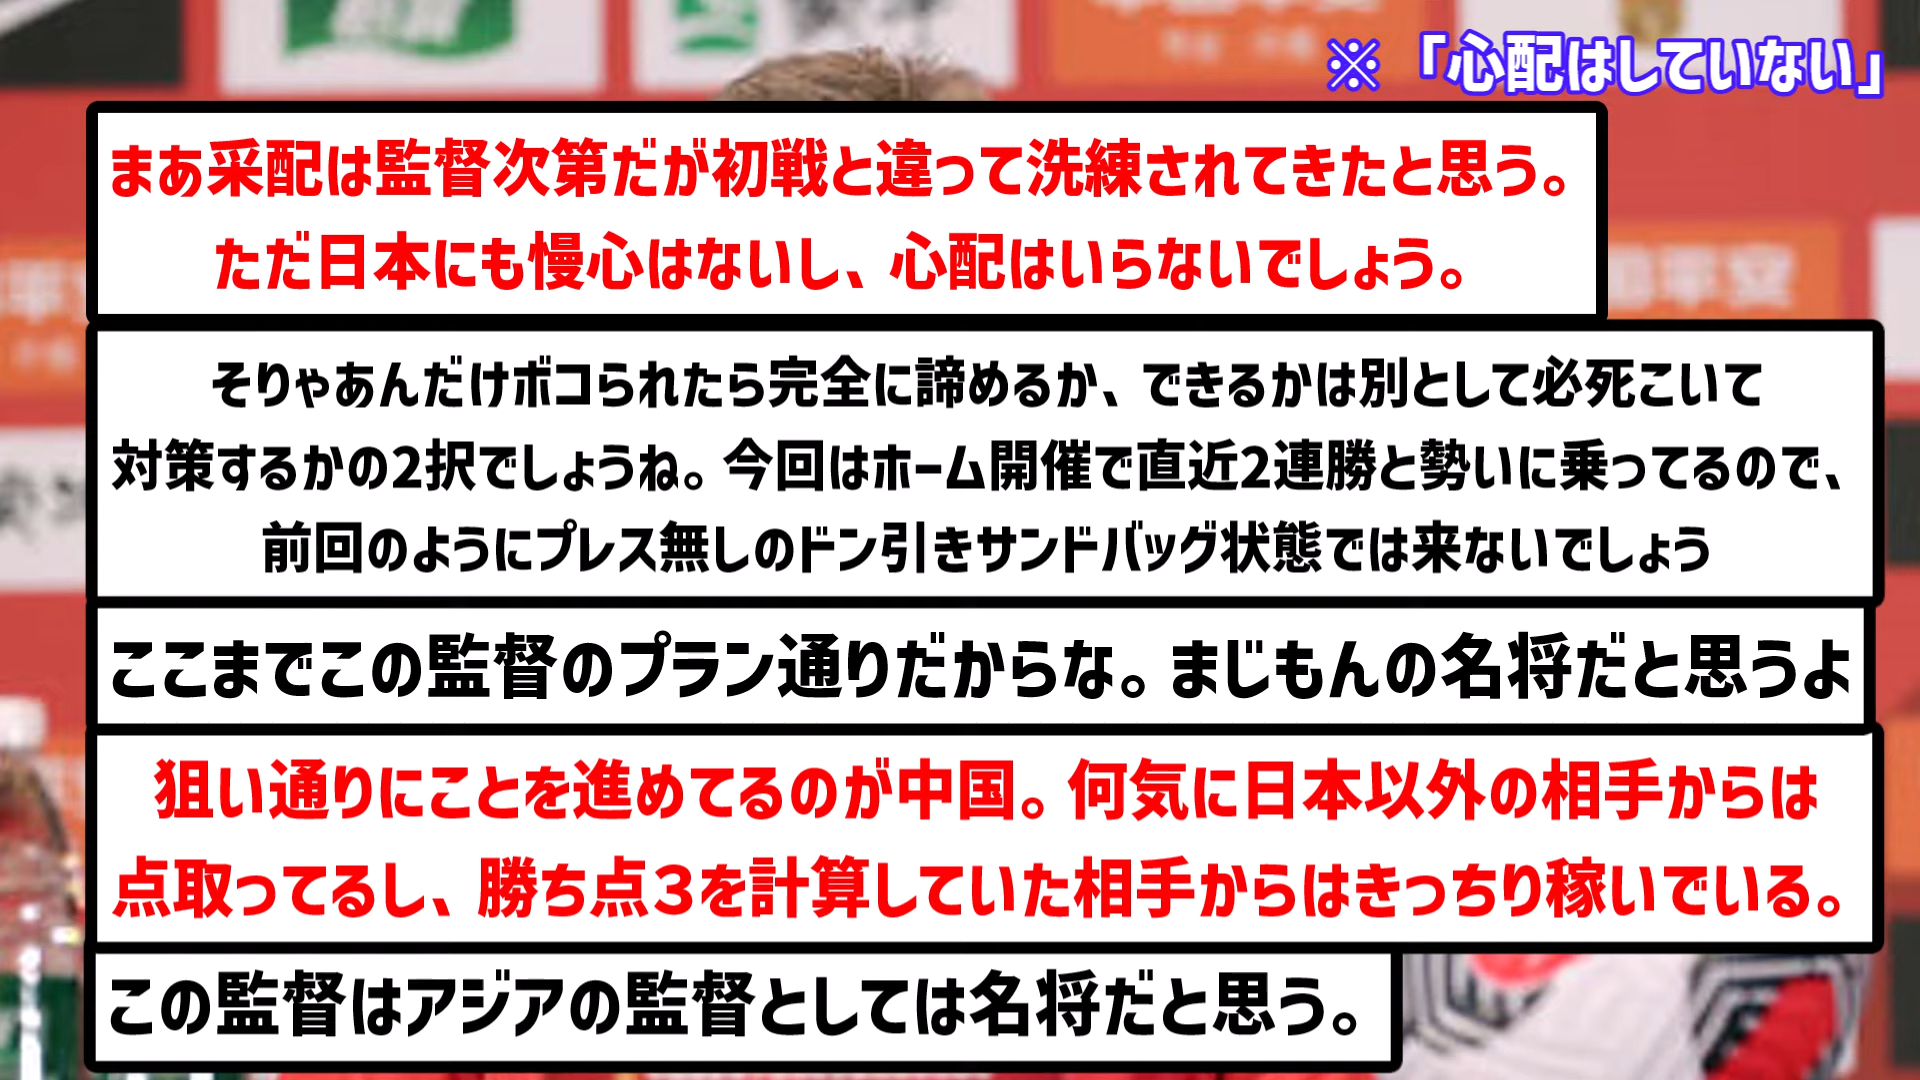 ※「心配はしていない」
まあ采配は監督次第だが初戦と違って洗練されてきたと思う。
ただ日本にも慢心はないし、心配はいらないでしょう。
そりゃあんだけボコられたら完全に諦めるか、できるかは別として必死こいて
対策するかの2択でしょうね。今回はホーム開催で直近2連勝と勢いに乗ってるので、
前回のようにプレス無しのドン引きサンドバッグ状態では来ないでしょう
ここまでこの監督のプラン通りだからな。まじもんの名将だと思うよ
狙い通りにことを進めてるのが中国。何気に日本以外の相手からは
点取ってるし、勝ち点３を計算していた相手からはきっちり稼いでいる。
この監督はアジアの監督としては名将だと思う。